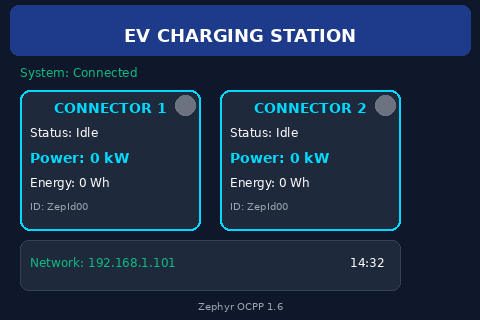 EV CHARGING STATION
System: Connected
CONNECTOR 1
Status: Idle
Power: 0 kW
Energy: 0 Wh
ID: ZepId00
CONNECTOR 2
Status: Idle
Power: 0 kW
Energy: 0 Wh
ID: ZepId00
Network: 192.168.1.101 14:32
Zephyr OCPP 1.6